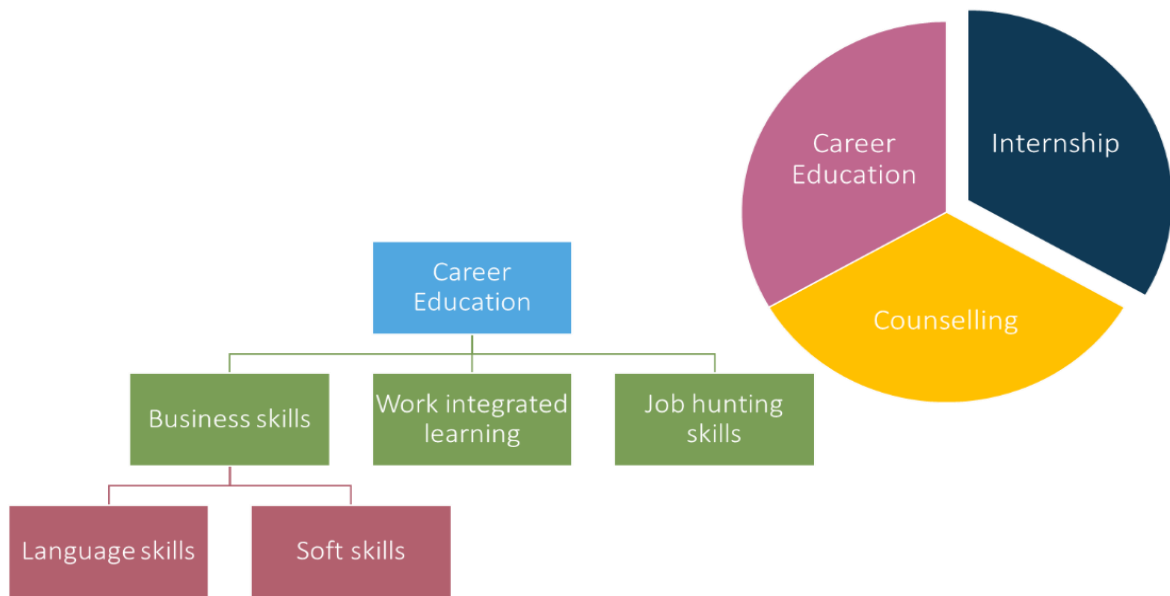 Career
Education
Internship
Counselling
Career
Education
Business skills
Work integrated
learning
Job hunting
skills
Language skills
Soft skills